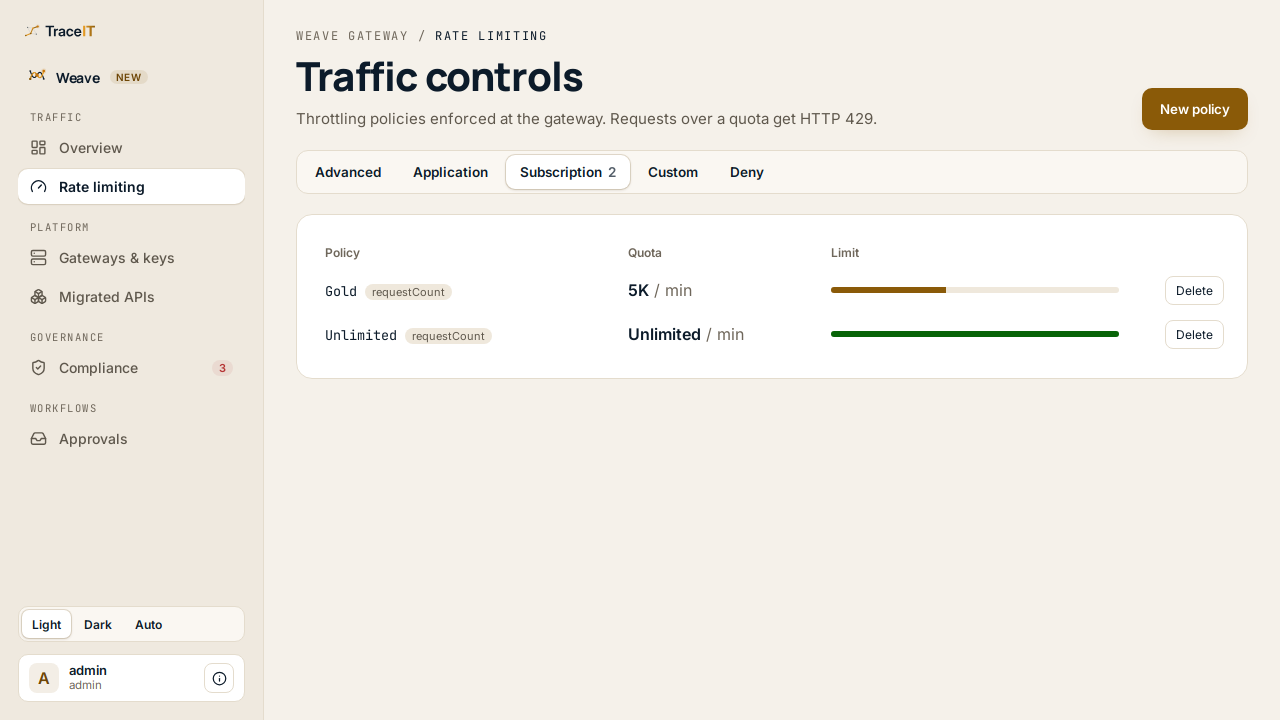 TraceIT
Weave NEW
TRAFFIC
Overview
Rate limiting
PLATFORM
Gateways & keys
Migrated APIs
GOVERNANCE
Compliance 3
WORKFLOWS
Approvals
Light Dark Auto
A admin
admin
WEAVE GATEWAY / RATE LIMITING
Traffic controls
Throttling policies enforced at the gateway. Requests over a quota get HTTP 429.
New policy
Advanced Application Subscription 2 Custom Deny
Policy Quota Limit
Gold requestCount 5K / min Delete
Unlimited requestCount Unlimited / min Delete